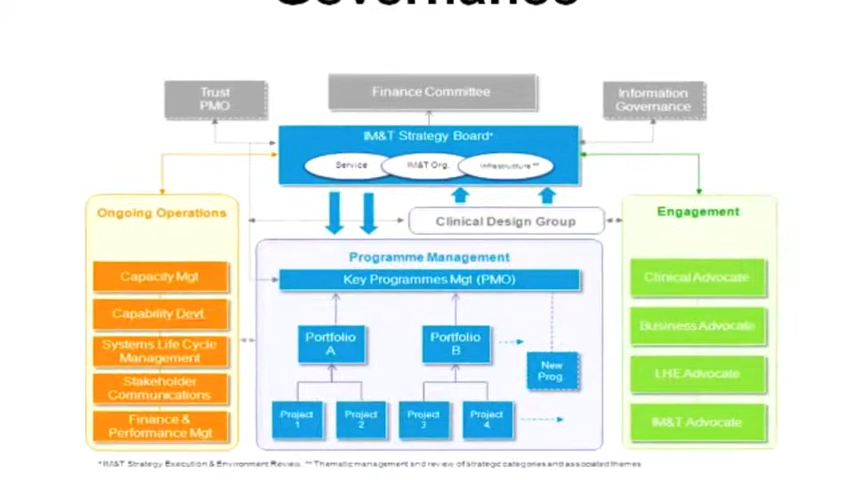 Governance
Trust
PMO
Finance Committee
Information
Governance
IM&T Strategy Board*
Service
IM&T Org.
Infrastructure **
Ongoing Operations
Clinical Design Group
Engagement
Capacity Mgt
Capability Devt
Systems Life Cycle
Management
Stakeholder
Communications
Finance &
Performance Mgt
Programme Management
Key Programmes Mgt (PMO)
Portfolio
A
Portfolio
B
New
Prog.
Project
1
Project
2
Project
3
Project
4
Clinical Advocate
Business Advocate
LHE Advocate
IM&T Advocate
*IM&T Strategy Execution & Environment Review, ** Thematic management and review of strategic categories and associated themes